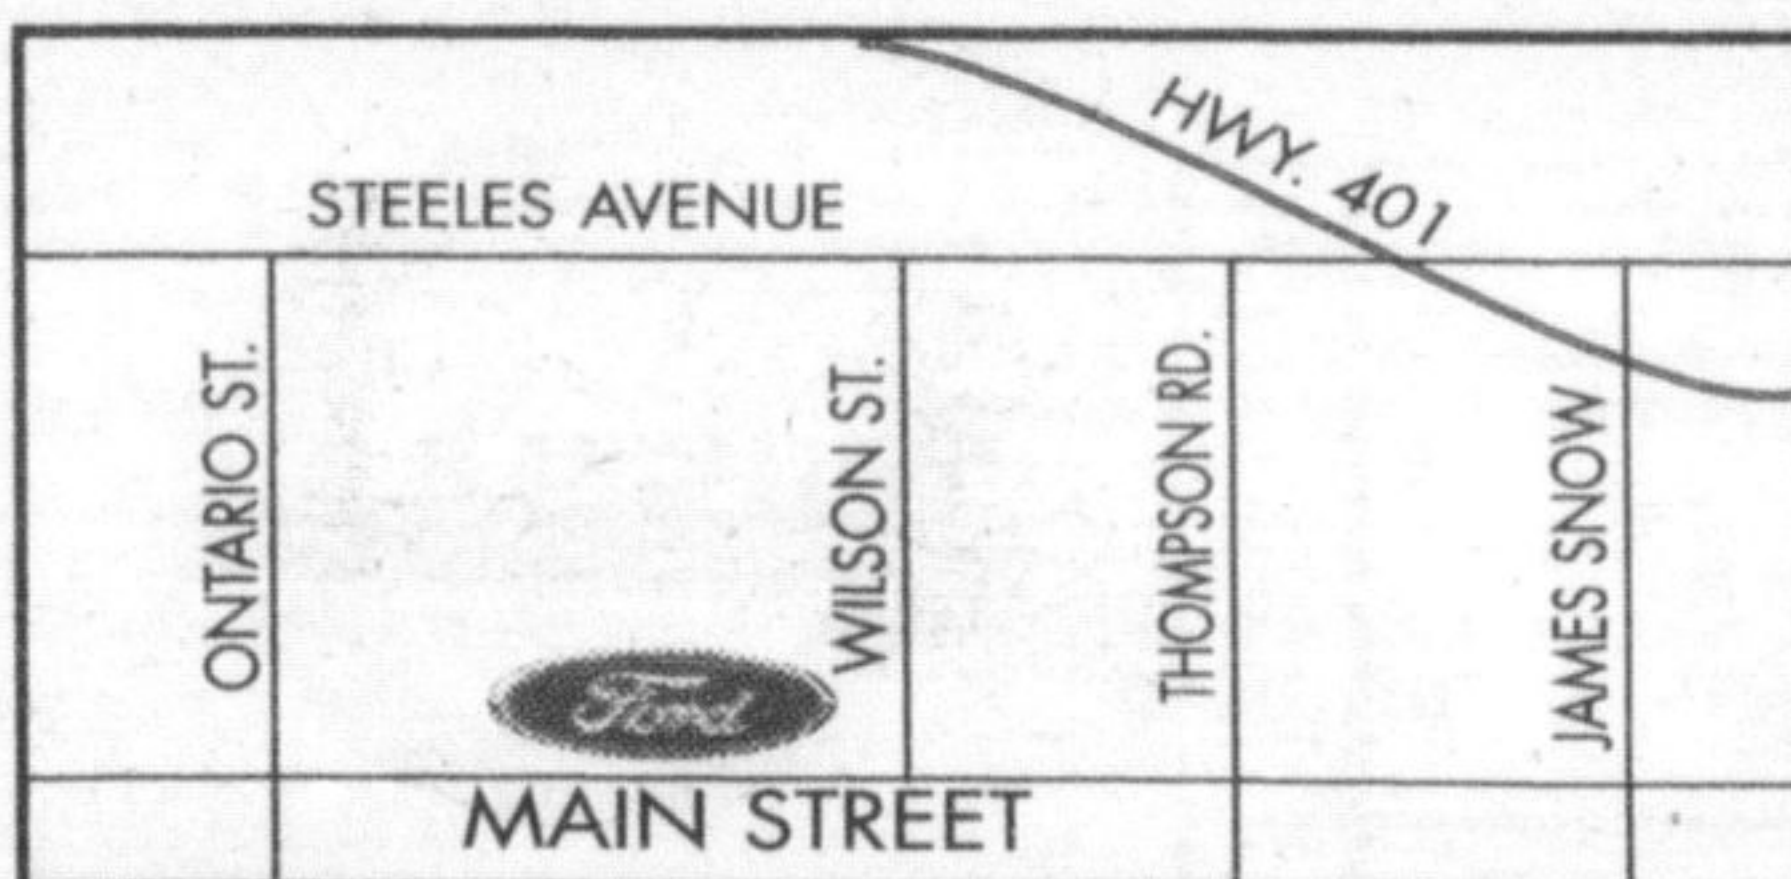 HWY. 401
STEELES AVENUE
ONTARIO ST.
WILSON ST.
THOMPSON RD.
JAMES SNOW
Ford
MAIN STREET